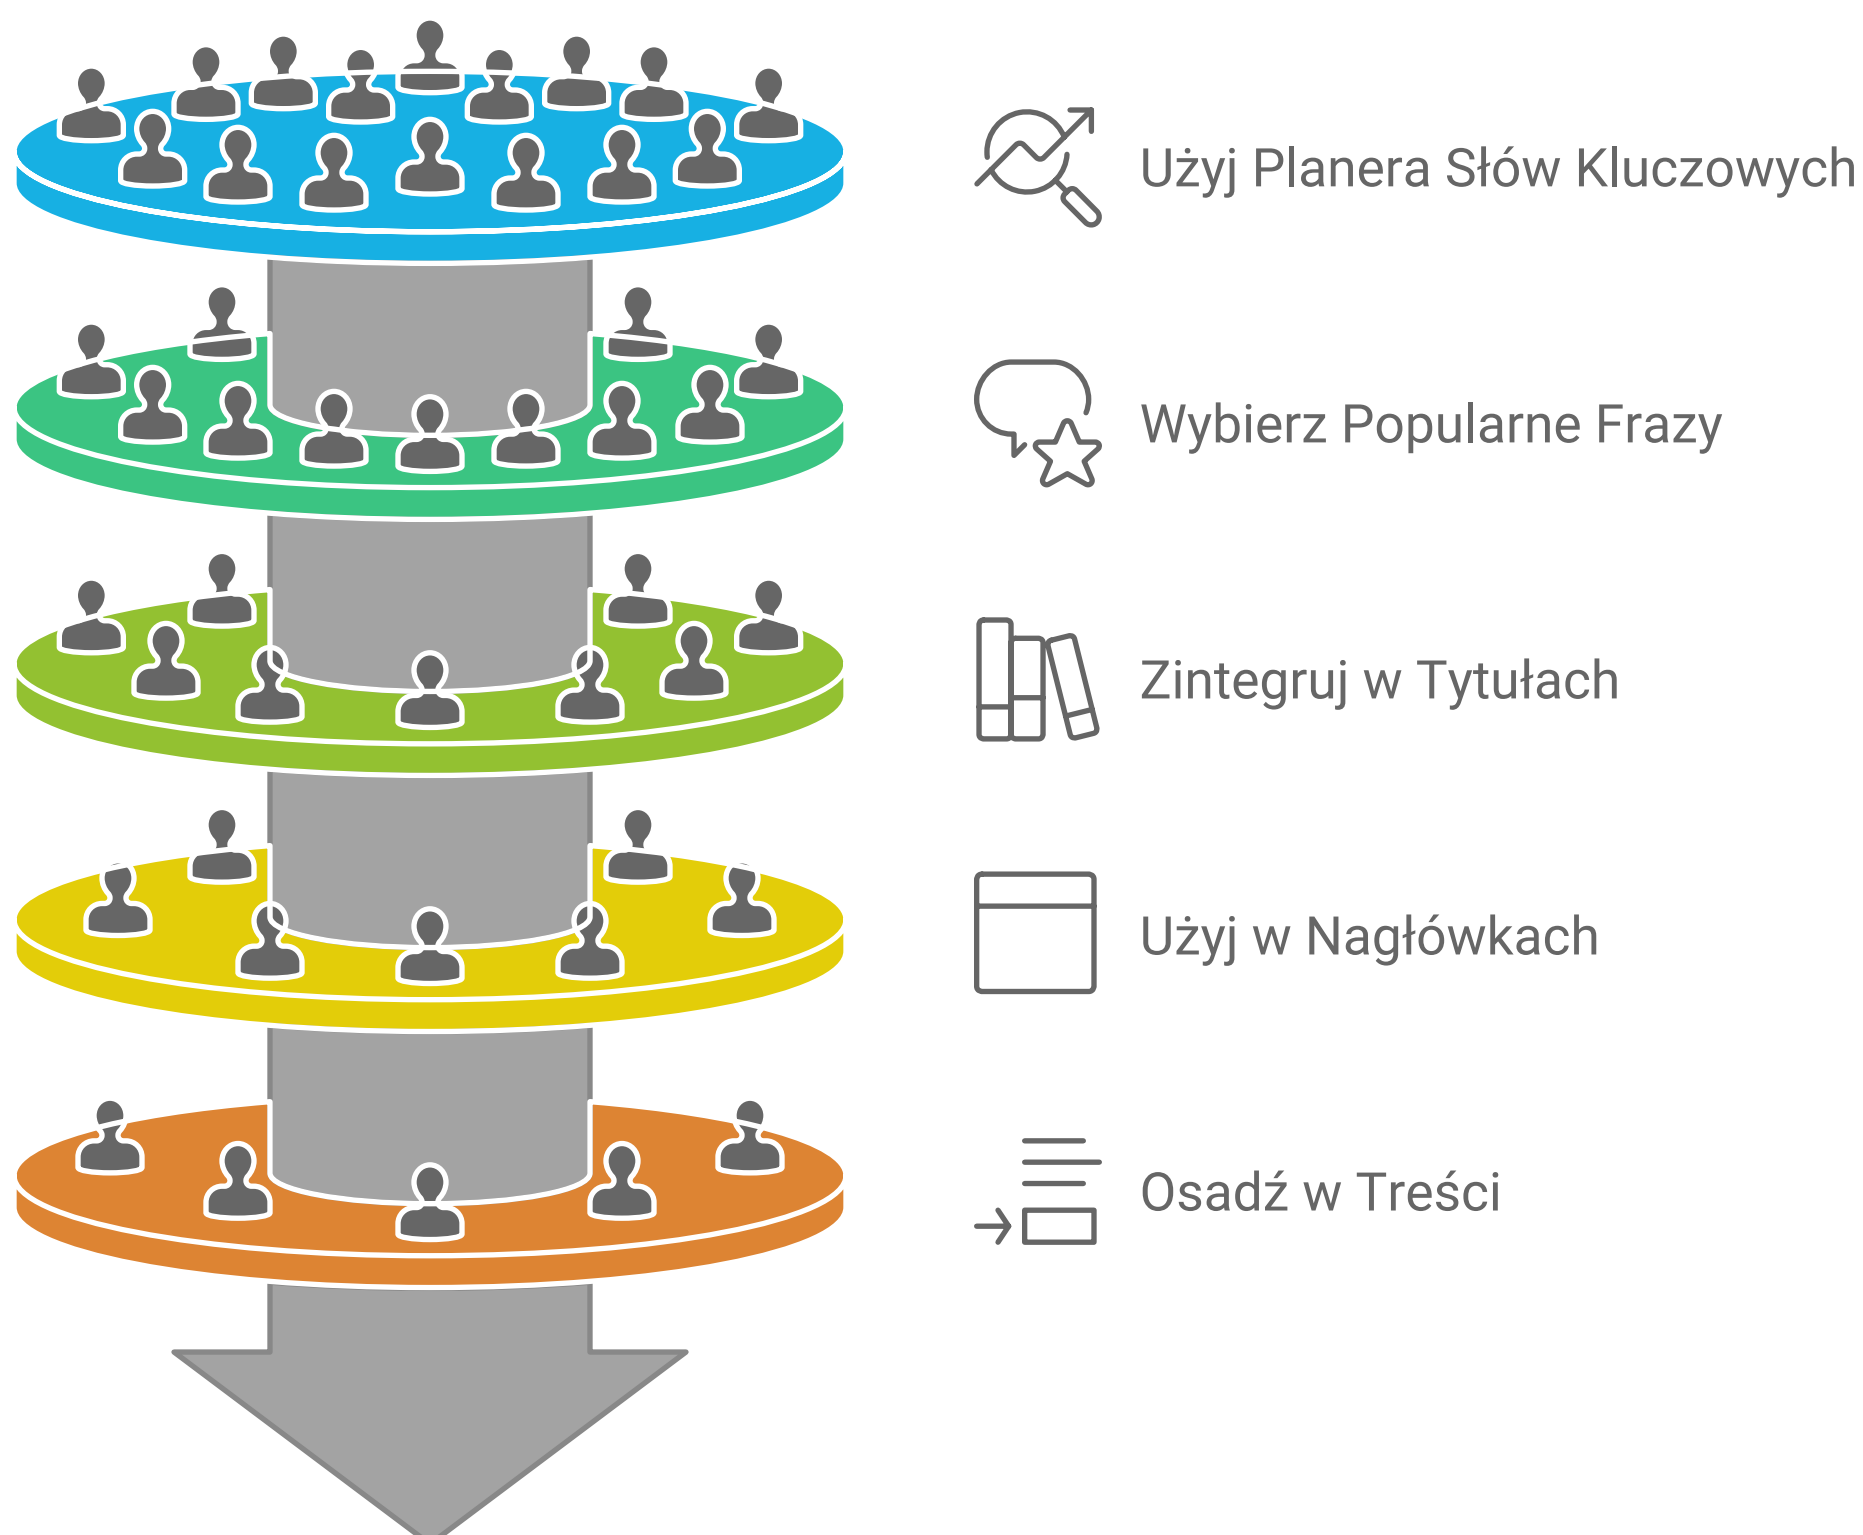 Użyj Planera Słów Kluczowych
Wybierz Popularne Frazy
Zintegruj w Tytułach
Użyj w Nagłówkach
Osadź w Treści